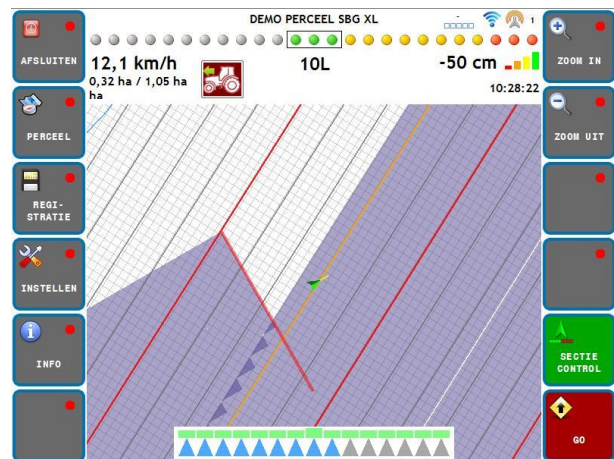 DEMO PERCEEL SBG XL
1
12,1 km/h
10L
-50 cm
0,32 ha / 1,05 ha
ha
10:28:22
AFSLUITEN
PERCEEL
REGI-
STRATIE
INSTELLEN
INFO
ZOOM IN
ZOOM UIT
SECTIE
CONTROL
GO